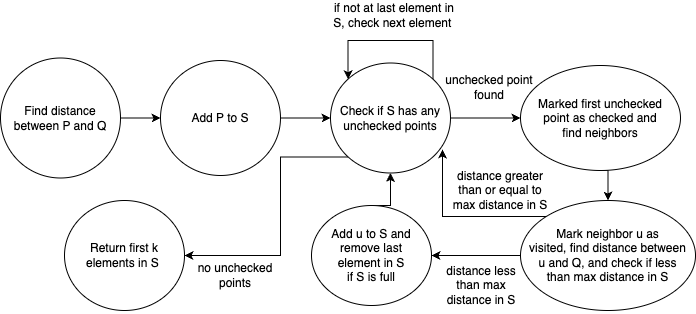 if not at last element in
S, check next element
Find distance
between P and Q
Add P to S
Check if S has any
unchecked points
unchecked point
found
Marked first unchecked
point as checked and
find neighbors
distance greater
than or equal to
max distance in S
Return first k
elements in S
no unchecked
points
Add u to S and
remove last
element in S
if S is full
distance less
than max
distance in S
Mark neighbor u as
visited, find distance between
u and Q, and check if less
than max distance in S